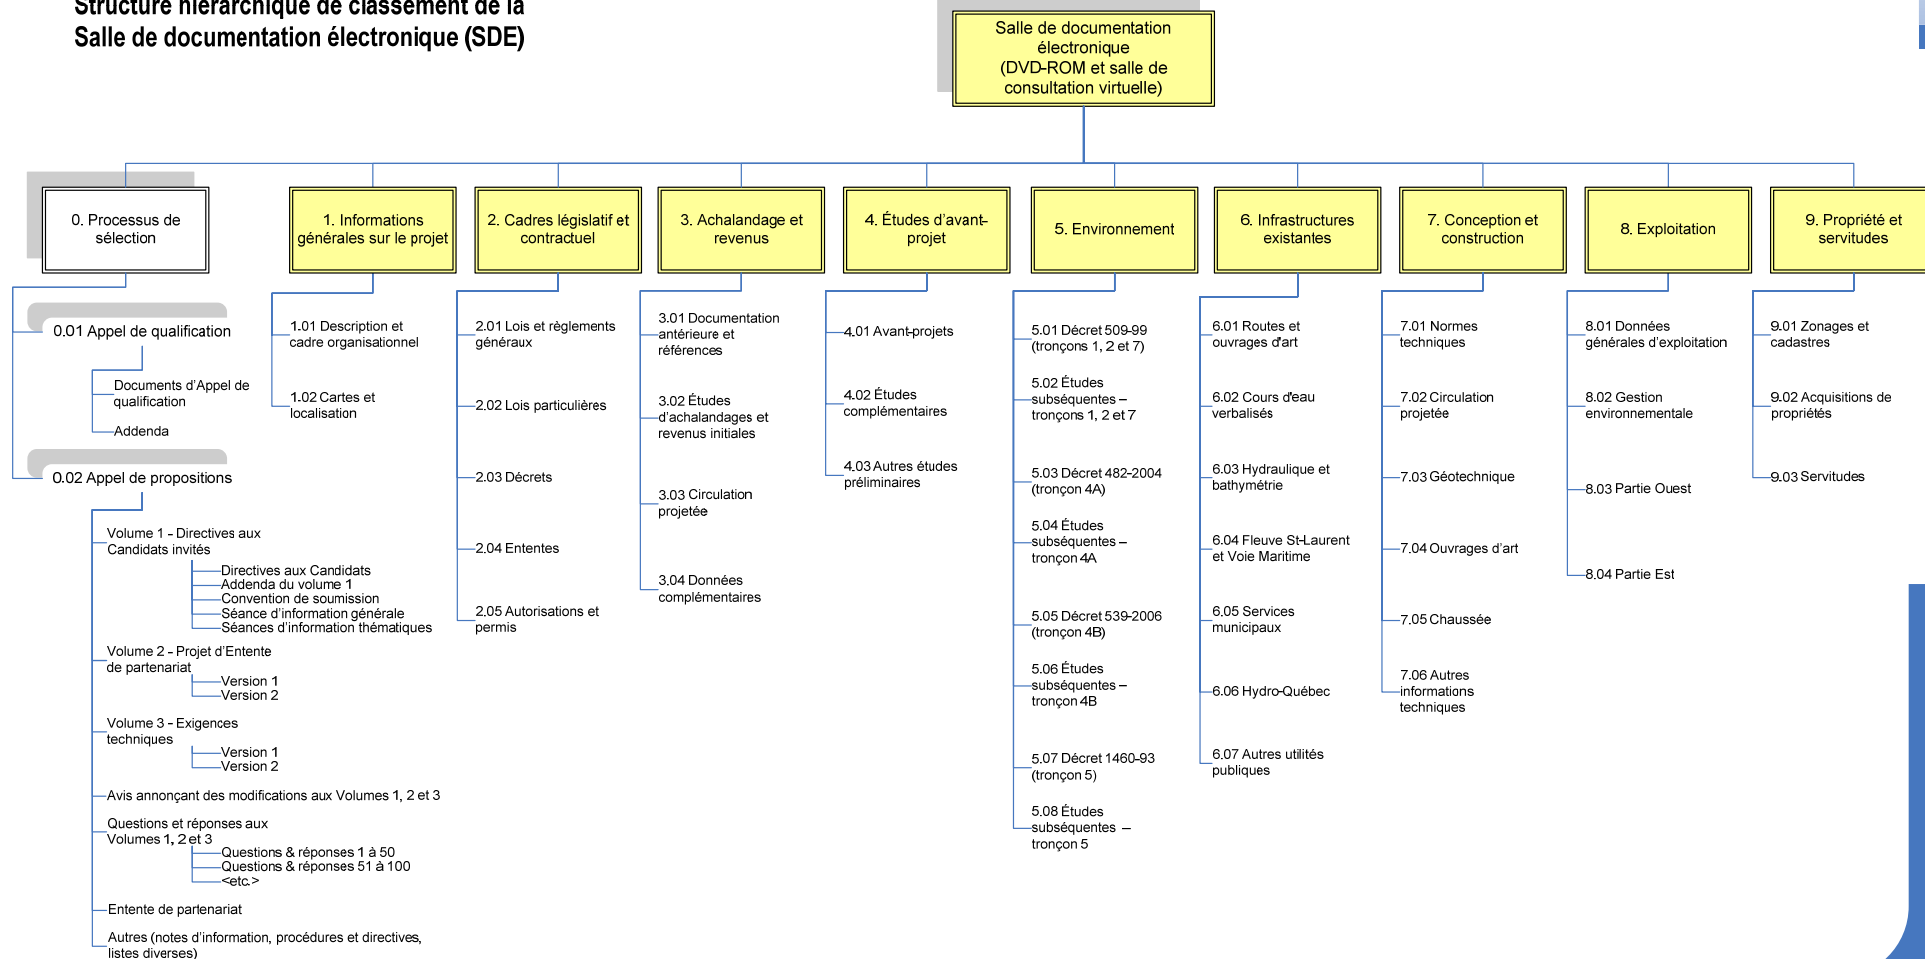 Structure hiérarchique de classement de la
Salle de documentation électronique (SDE)
Salle de documentation
électronique
(DVD-ROM et salle de
consultation virtuelle)
0. Processus de
sélection
1. Informations
générales sur le projet
2. Cadres législatif et
contractuel
3. Achalandage et
revenus
4. Études d'avant-
projet
5. Environnement
6. Infrastructures
existantes
7. Conception et
construction
8. Exploitation
9. Propriété et
servitudes
0.01 Appel de qualification
Documents d'Appel de
qualification
Addenda
0.02 Appel de propositions
Volume 1 - Directives aux
Candidats invités
Directives aux Candidats
Addenda du volume 1
Convention de soumission
Séance d'information générale
Séances d'information thématiques
Volume 2 - Projet d'Entente
de partenariat
Version 1
Version 2
Volume 3 - Exigences
techniques
Version 1
Version 2
Avis annonçant des modifications aux Volumes 1, 2 et 3
Questions et réponses aux
Volumes 1, 2 et 3
Questions & réponses 1 à 50
Questions & réponses 51 à 100
<etc.>
Entente de partenariat
Autres (notes d'information, procédures et directives,
listes diverses)
1.01 Description et
cadre organisationnel
1.02 Cartes et
localisation
2.01 Lois et règlements
généraux
2.02 Lois particulières
2.03 Décrets
2.04 Ententes
2.05 Autorisations et
permis
3.01 Documentation
antérieure et
références
3.02 Études
d'achalandages et
revenus initiales
3.03 Circulation
projetée
3.04 Données
complémentaires
4.01 Avant-projets
4.02 Études
complémentaires
4.03 Autres études
préliminaires
5.01 Décret 509-99
(tronçons 1, 2 et 7)
5.02 Études
subséquentes –
tronçons 1, 2 et 7
5.03 Décret 482-2004
(tronçon 4A)
5.04 Études
subséquentes –
tronçon 4A
5.05 Décret 539-2006
(tronçon 4B)
5.06 Études
subséquentes –
tronçon 4B
5.07 Décret 1460-93
(tronçon 5)
5.08 Études
subséquentes –
tronçon 5
6.01 Routes et
ouvrages d'art
6.02 Cours d'eau
verbalisés
6.03 Hydraulique et
bathymétrie
6.04 Fleuve St-Laurent
et Voie Maritime
6.05 Services
municipaux
6.06 Hydro-Québec
6.07 Autres utilités
publiques
7.01 Normes
techniques
7.02 Circulation
projetée
7.03 Géotechnique
7.04 Ouvrages d'art
7.05 Chaussée
7.06 Autres
informations
techniques
8.01 Données
générales d'exploitation
8.02 Gestion
environnementale
8.03 Partie Ouest
8.04 Partie Est
9.01 Zonages et
cadastres
9.02 Acquisitions de
propriétés
9.03 Servitudes